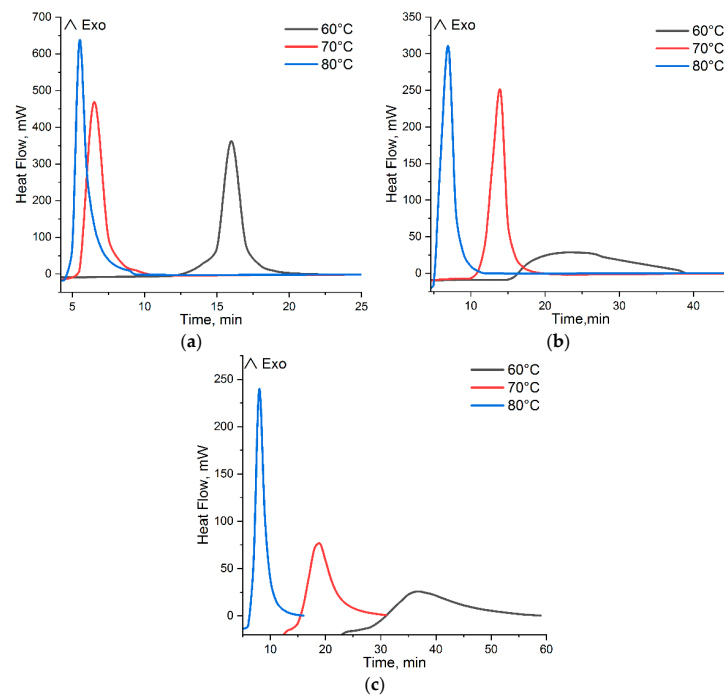 Exo
60°C
70°C
80°C
700
600
500
400
300
200
100
0
Heat Flow, mW
5
10
15
20
25
Time, min
(a)
Exo
60°C
70°C
80°C
350
300
250
200
150
100
50
0
Heat Flow, mW
10
20
30
40
Time,min
(b)
Exo
60°C
70°C
80°C
250
200
150
100
50
0
Heat Flow, mW
10
20
30
40
50
60
Time, min
(c)